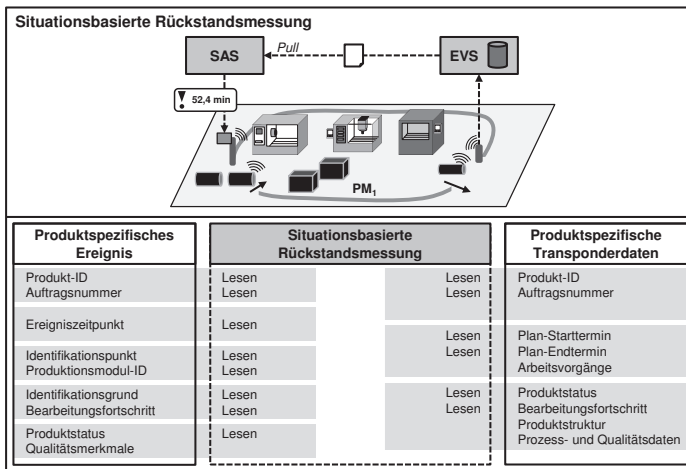 Situationsbasierte Rückstandsmessung
SAS
Pull
EVS
52,4 min
PM1
Produktspezifisches
Ereignis
Situationsbasierte
Rückstandsmessung
Produktspezifische
Transponderdaten
Produkt-ID Lesen Lesen Produkt-ID
Auftragsnummer Lesen Lesen Auftragsnummer
Ereigniszeitpunkt Lesen
Lesen Plan-Starttermin
Lesen Plan-Endtermin
Arbeitsvorgänge
Identifikationspunkt Lesen
Produktionsmodul-ID Lesen
Identifikationsgrund Lesen Lesen Produktstatus
Bearbeitungsfortschritt Lesen Lesen Bearbeitungsfortschritt
Produktstruktur
Prozess- und Qualitätsdaten
Produktstatus Lesen
Qualitätsmerkmale